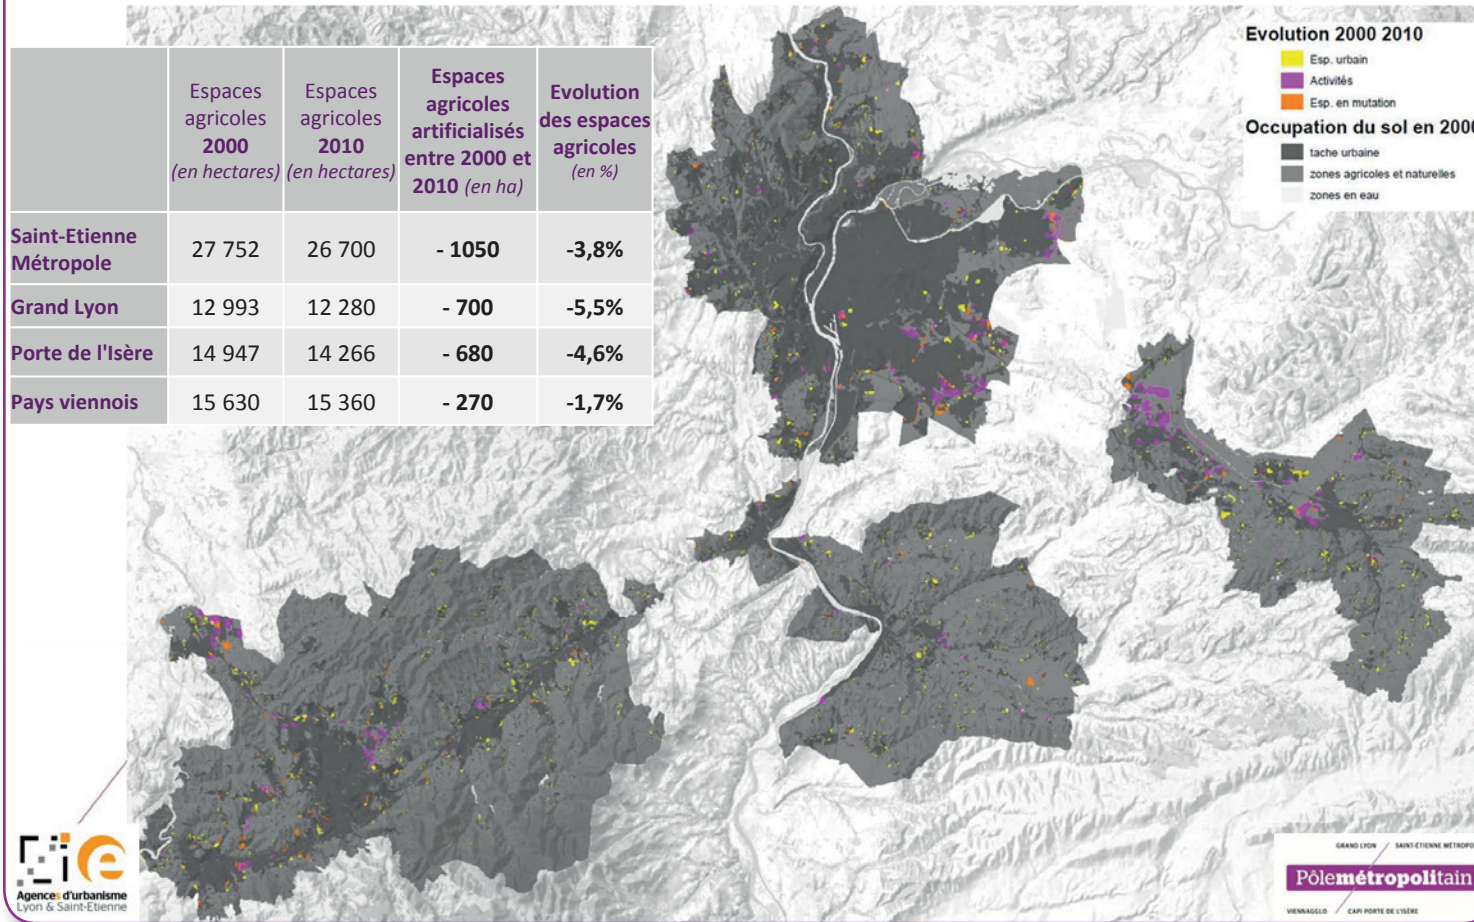 Espaces agricoles 2000 (en hectares)
Espaces agricoles 2010 (en hectares)
Espaces agricoles artificialisés entre 2000 et 2010 (en ha)
Evolution des espaces agricoles (en %)
Saint-Etienne Métropole 27 752 26 700 - 1050 -3,8%
Grand Lyon 12 993 12 280 - 700 -5,5%
Porte de l'Isère 14 947 14 266 - 680 -4,6%
Pays viennois 15 630 15 360 - 270 -1,7%
Evolution 2000 2010
Esp. urbain
Activités
Esp. en mutation
Occupation du sol en 2000
tache urbaine
zones agricoles et naturelles
zones en eau
Agences d'urbanisme
Lyon & Saint-Etienne
GRAND LYON / SAINT-ÉTIENNE MÉTROPO
Pôlemétropolitain
VIENNAGGLO / CAPI PORTE DE L'ISÈRE